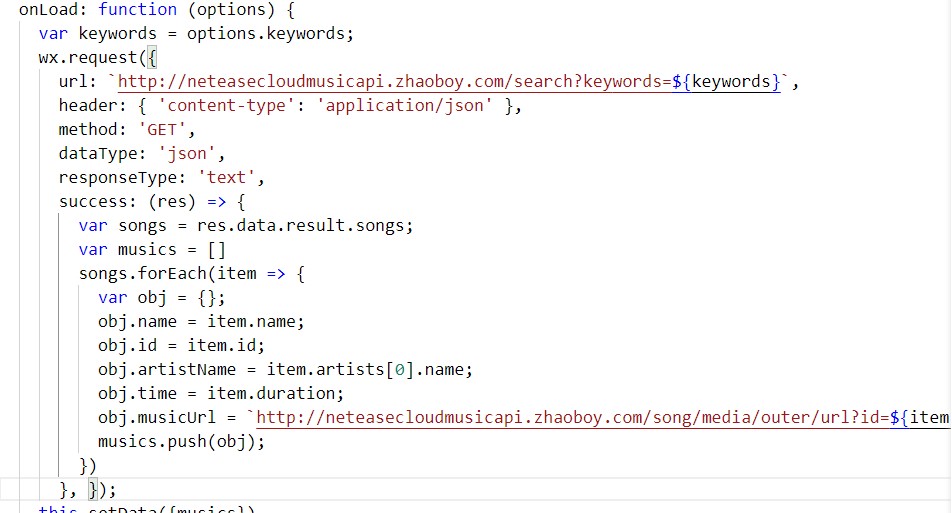 onLoad: function (options) {
var keywords = options.keywords;
wx.request({
url: `http://neteasecloudmusicapi.zhaoboy.com/search?keywords=${keywords}`,
header: { 'content-type': 'application/json' },
method: 'GET',
dataType: 'json',
responseType: 'text',
success: (res) => {
var songs = res.data.result.songs;
var musics = []
songs.forEach(item => {
var obj = {};
obj.name = item.name;
obj.id = item.id;
obj.artistName = item.artists[0].name;
obj.time = item.duration;
obj.musicUrl = `http://neteasecloudmusicapi.zhaoboy.com/song/media/outer/url?id=${item
musics.push(obj);
})
}, });
this.setData({musics})